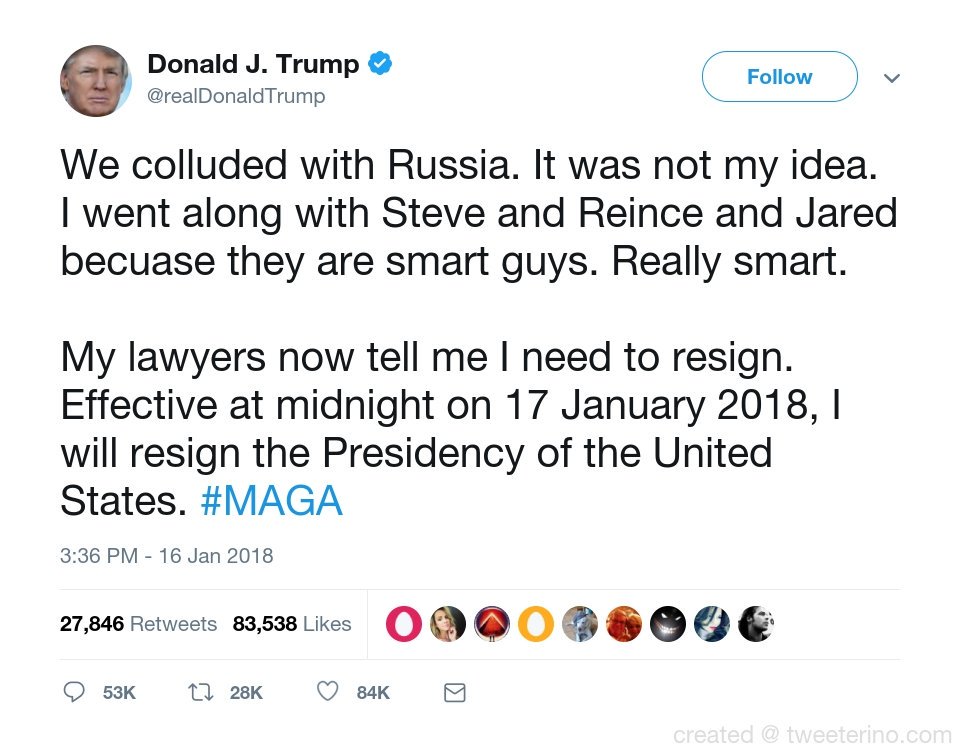 Donald J. Trump
@realDonaldTrump
Follow
We colluded with Russia. It was not my idea.
I went along with Steve and Reince and Jared
becuase they are smart guys. Really smart.
My lawyers now tell me I need to resign.
Effective at midnight on 17 January 2018, I
will resign the Presidency of the United
States. #MAGA
3:36 PM - 16 Jan 2018
27,846 Retweets 83,538 Likes
53K 28K 84K
created @ tweeterino.com